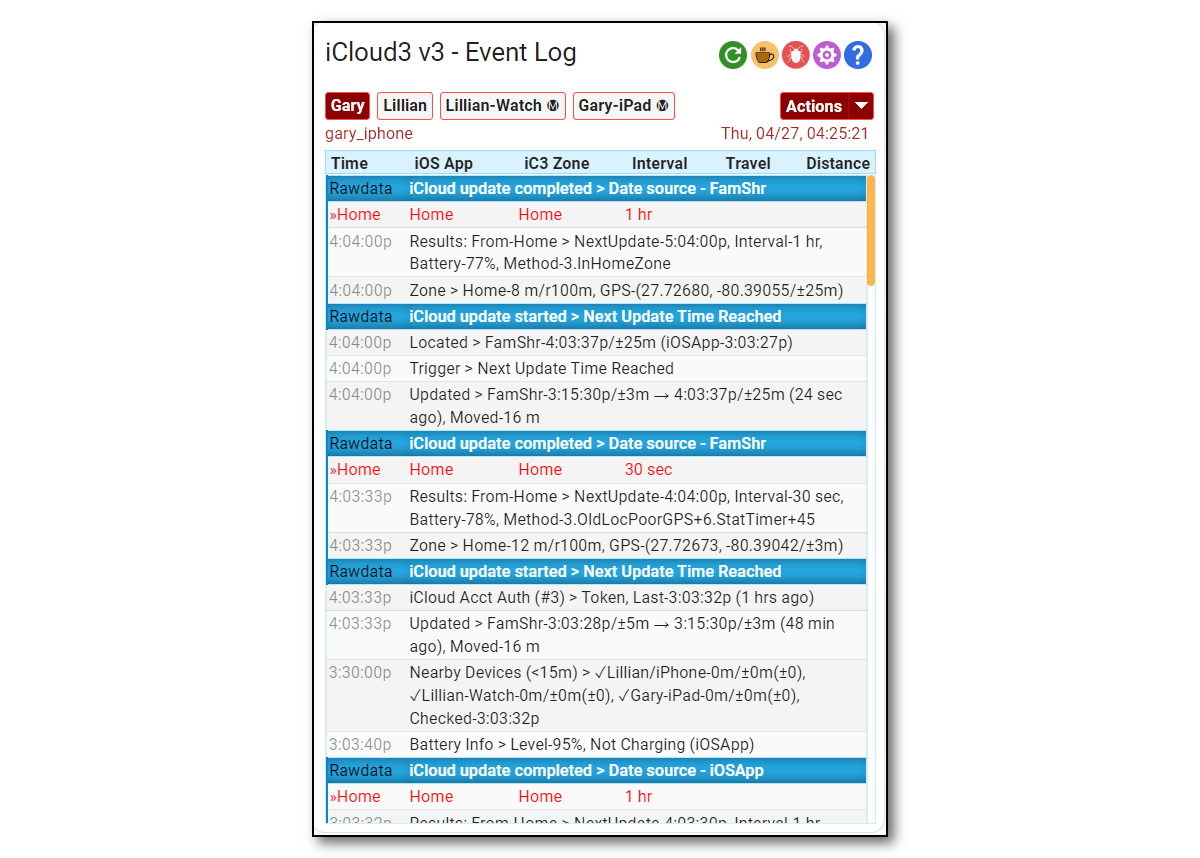 iCloud3 v3 - Event Log
?
Gary Lillian Lillian-Watch Ⓜ Gary-iPad Ⓜ Actions
gary_iphone Thu, 04/27, 04:25:21
Time iOS App iC3 Zone Interval Travel Distance
Rawdata iCloud update completed > Date source - FamShr
»Home Home Home 1 hr
4:04:00p Results: From-Home > NextUpdate-5:04:00p, Interval-1 hr,
Battery-77%, Method-3.InHomeZone
4:04:00p Zone > Home-8 m/r100m, GPS-(27.72680, -80.39055/±25m)
Rawdata iCloud update started > Next Update Time Reached
4:04:00p Located > FamShr-4:03:37p/±25m (iOSApp-3:03:27p)
4:04:00p Trigger > Next Update Time Reached
4:04:00p Updated > FamShr-3:15:30p/±3m → 4:03:37p/±25m (24 sec
ago), Moved-16 m
Rawdata iCloud update completed > Date source - FamShr
»Home Home Home 30 sec
4:03:33p Results: From-Home > NextUpdate-4:04:00p, Interval-30 sec,
Battery-78%, Method-3.OldLocPoorGPS+6.StatTimer+45
4:03:33p Zone > Home-12 m/r100m, GPS-(27.72673, -80.39042/±3m)
Rawdata iCloud update started > Next Update Time Reached
4:03:33p iCloud Acct Auth (#3) > Token, Last-3:03:32p (1 hrs ago)
4:03:33p Updated > FamShr-3:03:28p/±5m → 3:15:30p/±3m (48 min
ago), Moved-16 m
3:30:00p Nearby Devices (<15m) > ✓Lillian/iPhone-0m/±0m(±0),
✓Lillian-Watch-0m/±0m(±0), ✓Gary-iPad-0m/±0m(±0),
Checked-3:03:32p
3:03:40p Battery Info > Level-95%, Not Charging (iOSApp)
Rawdata iCloud update completed > Date source - iOSApp
»Home Home Home 1 hr
3:03:32p Results: From-Home > NextUpdate-4:03:30p, Interval-1 hr,